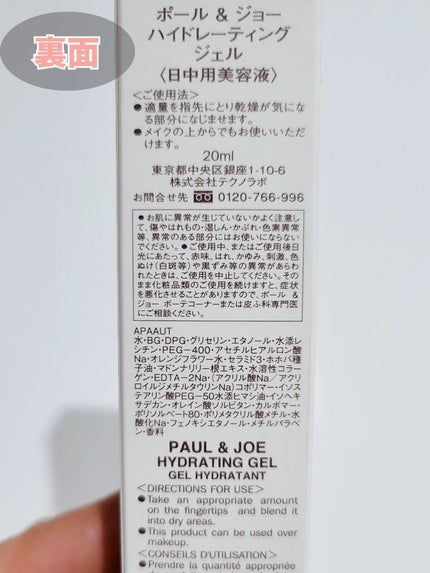 裏面
ポール & ジョー
ハイドレーティング
ジェル
〈日中用美容液〉
＜ご使用法＞
●適量を指先にとり乾燥が気にな
る部分になじませます。
●メイクの上からでもお使いいただ
けます。
20ml
東京都中央区銀座1-10-6
株式会社テクノラボ
お問合せ先 0120-766-996
●お肌に異常が生じていないかよく注意し
て、傷やはれもの・湿しん・かぶれ・色素異常
等、異常のある部分にはお使いにならない
でください。●ご使用中、またはご使用後日
光にあたって、赤味、はれ、かゆみ、刺激、色
ぬけ(白斑等)や黒ずみ等の異常があらわ
れたときは、ご使用を中止してください。その
まま化粧品類のご使用を続けますと、症状
を悪化させることがありますので、ポール &
ジョー ボーテコーナーまたは皮ふ科専門医
にご相談ください。
APAAUT
水・BG・DPG・グリセリン・エタノール・水添レ
シチン・PEG-400・アセチルヒアルロン酸
Na・オレンジフラワー水・セラミド3・ホホバ種
子油・マドンナリリー根エキス・水溶性コラー
ゲン・EDTA-2Na・(アクリル酸Na／アクリ
ロイルジメチルタウリンNa)コポリマー・イソス
テアリン酸PEG-50水添ヒマシ油・イソヘキ
サデカン・オレイン酸ソルビタン・カルボマー・
ポリソルベート80・ポリメタクリル酸メチル・水
酸化Na・フェノキシエタノール・メチルパラベ
ン・香料
PAUL & JOE
HYDRATING GEL
GEL HYDRATANT
＜DIRECTIONS FOR USE＞
●Take an appropriate amount
on the fingertips and blend it
into dry areas.
●This product can be used over
makeup.
＜CONSEILS D'UTILISATION＞
●Prendre la quantité appropriée